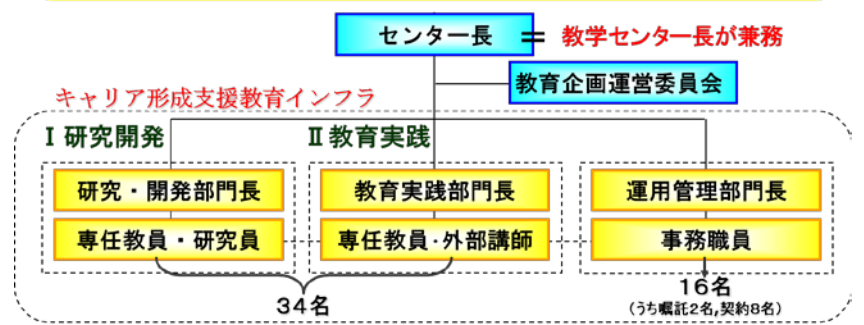 センター長 = 教学センター長が兼務
教育企画運営委員会
キャリア形成支援教育インフラ
Ⅰ研究開発
Ⅱ教育実践
研究・開発部門長
教育実践部門長
運用管理部門長
専任教員・研究員
専任教員・外部講師
事務職員
34名
16名
(うち嘱託2名,契約8名)